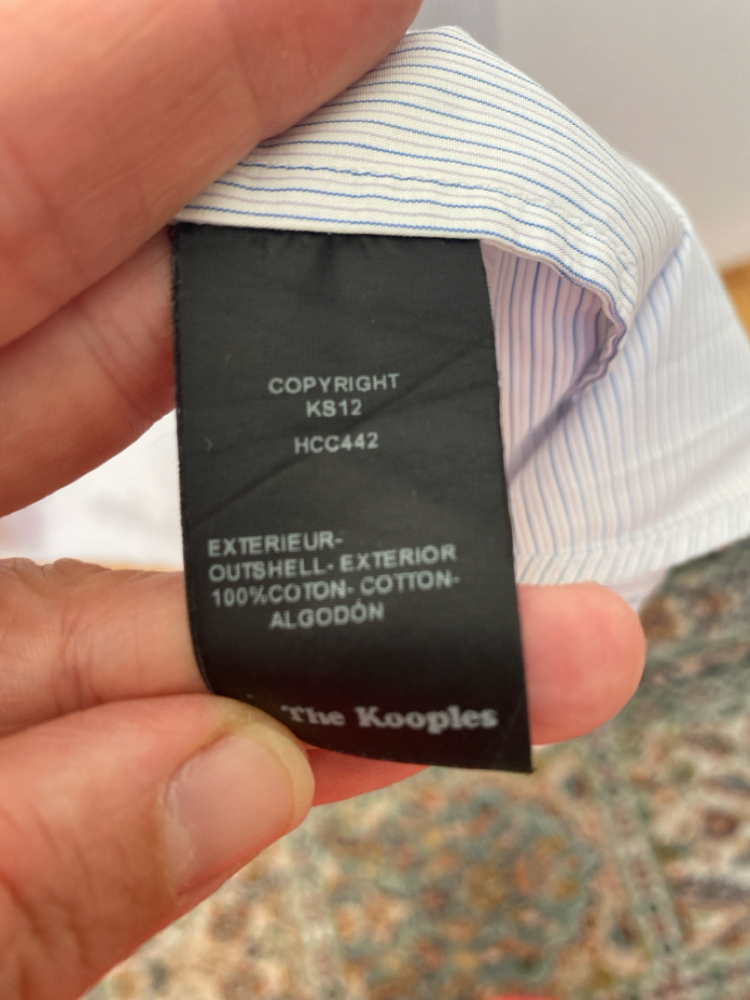 COPYRIGHT
KS12
HCC442
EXTERIEUR-
OUTSHELL- EXTERIOR
100%COTON- COTTON-
ALGODÓN
The Kooples